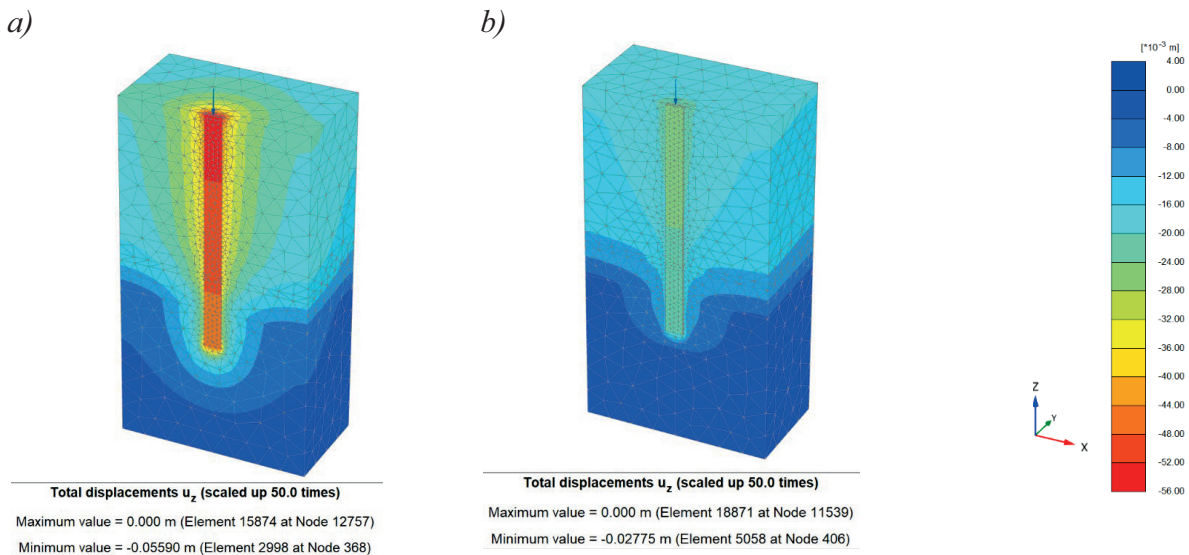 a)
b)
[*10⁻³ m]
4.00
0.00
-4.00
-8.00
-12.00
-16.00
-20.00
-24.00
-28.00
-32.00
-36.00
-40.00
-44.00
-48.00
-52.00
-56.00
Z
Y
X
Total displacements u_z (scaled up 50.0 times)
Maximum value = 0.000 m (Element 15874 at Node 12757)
Minimum value = -0.05590 m (Element 2998 at Node 368)
Total displacements u_z (scaled up 50.0 times)
Maximum value = 0.000 m (Element 18871 at Node 11539)
Minimum value = -0.02775 m (Element 5058 at Node 406)